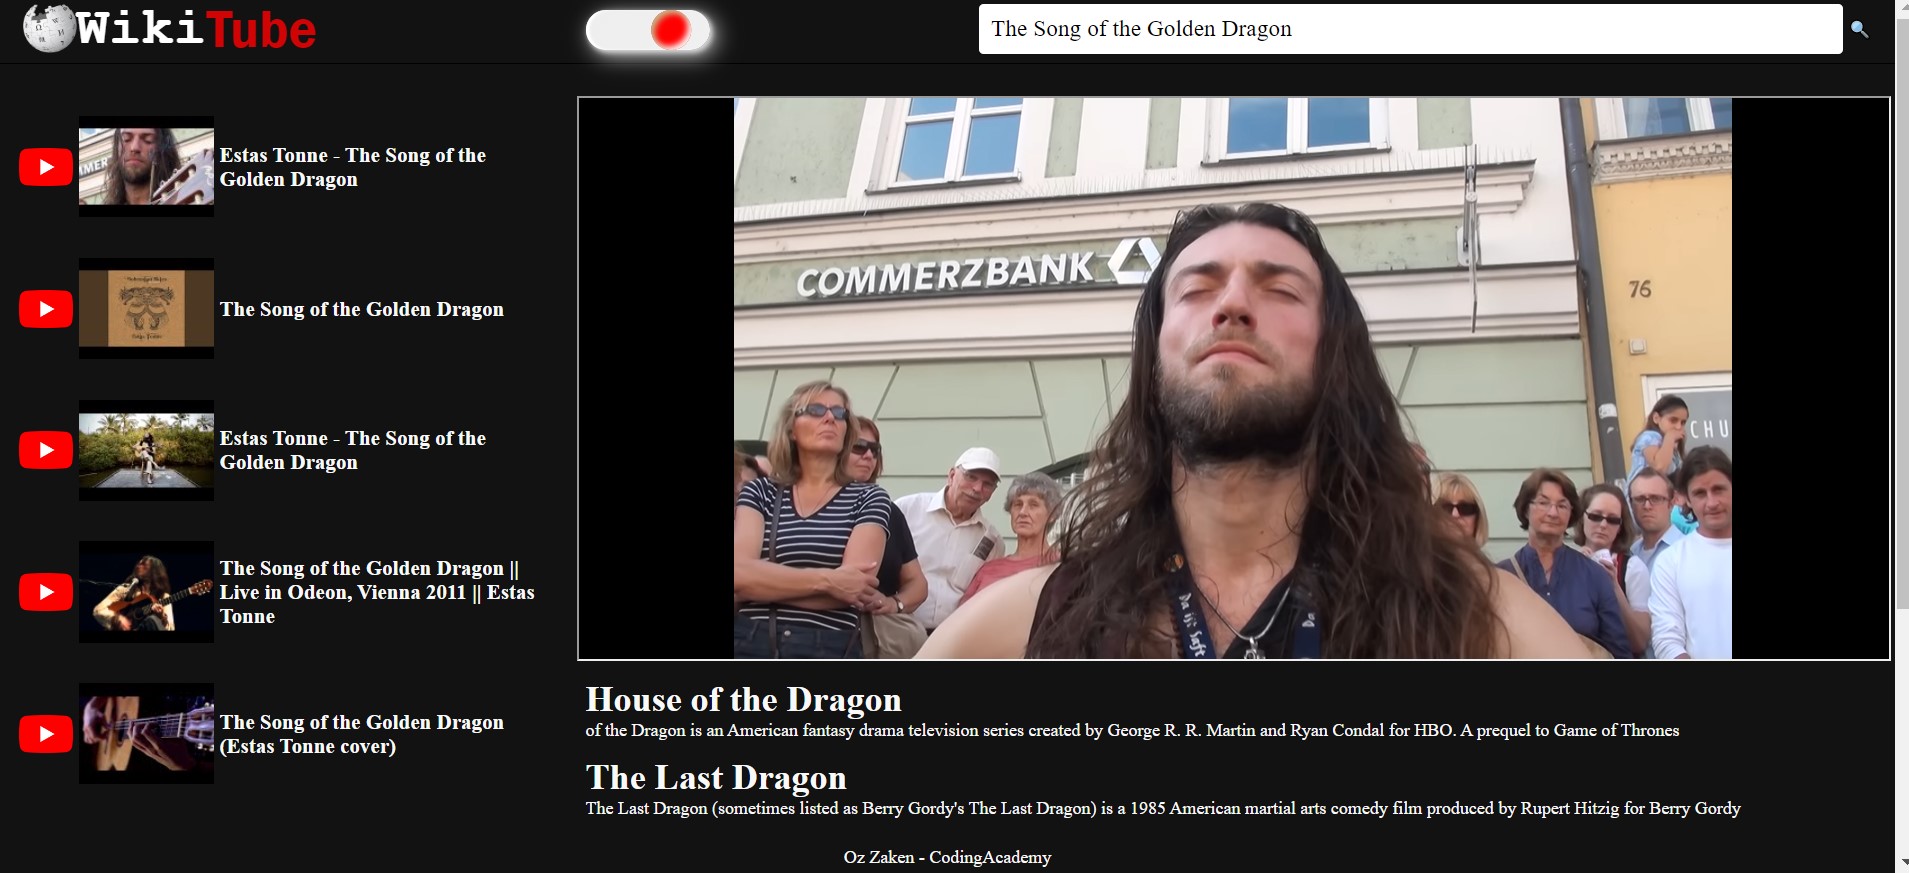 WikiTube
The Song of the Golden Dragon
Estas Tonne - The Song of the
Golden Dragon
The Song of the Golden Dragon
Estas Tonne - The Song of the
Golden Dragon
The Song of the Golden Dragon ||
Live in Odeon, Vienna 2011 || Estas
Tonne
The Song of the Golden Dragon
(Estas Tonne cover)
COMMERZBANK
76
CHU
Da ist Saft
House of the Dragon
of the Dragon is an American fantasy drama television series created by George R. R. Martin and Ryan Condal for HBO. A prequel to Game of Thrones
The Last Dragon
The Last Dragon (sometimes listed as Berry Gordy's The Last Dragon) is a 1985 American martial arts comedy film produced by Rupert Hitzig for Berry Gordy
Oz Zaken - CodingAcademy